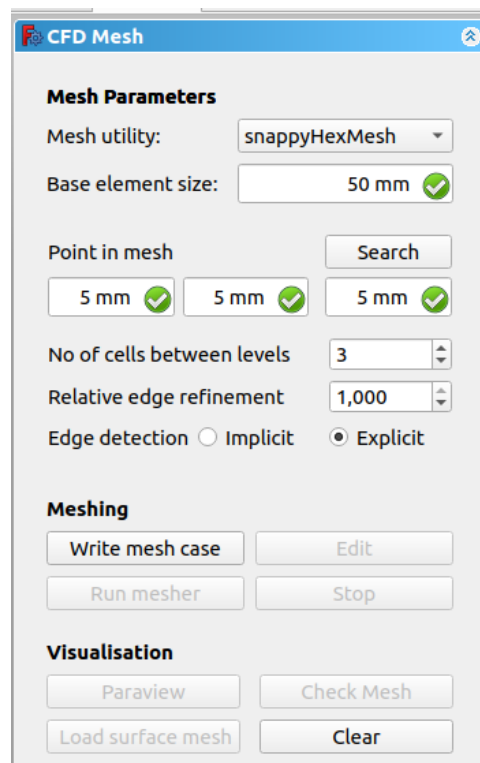 CFD Mesh
Mesh Parameters
Mesh utility: snappyHexMesh
Base element size: 50 mm
Point in mesh Search
5 mm 5 mm 5 mm
No of cells between levels 3
Relative edge refinement 1,000
Edge detection Implicit Explicit
Meshing
Write mesh case Edit
Run mesher Stop
Visualisation
Paraview Check Mesh
Load surface mesh Clear